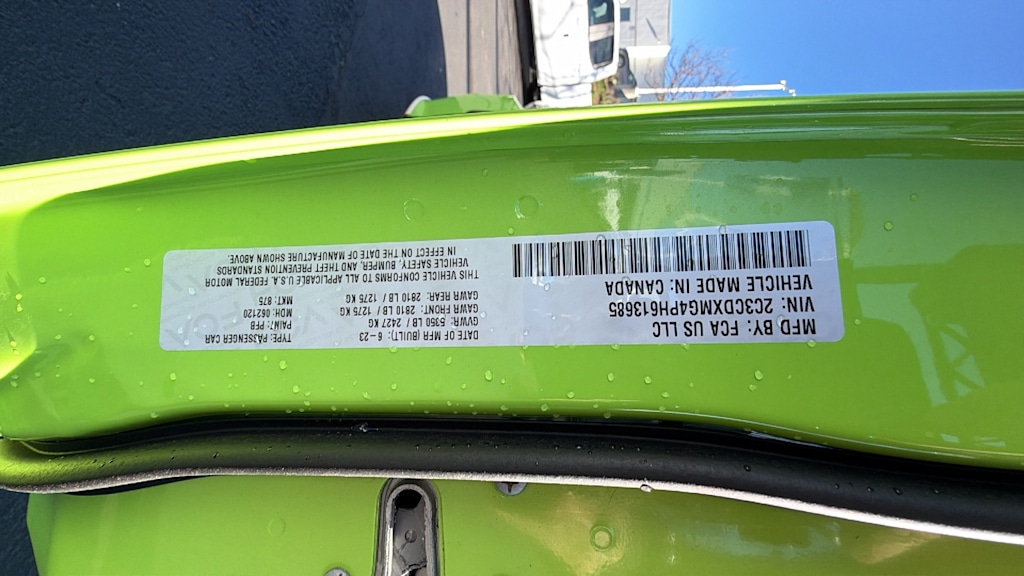 MFD BY: FCA US LLC
VIN: 2C3CDXMG4PH613685
VEHICLE MADE IN: CANADA
DATE OF MFR (BUILT): 6-23
GVWR: 5350 LB / 2427 KG
GAWR FRONT: 2810 LB / 1275 KG
GAWR REAR: 2810 LB / 1275 KG
TYPE: PASSENGER CAR
PAINT: PFB
MDH: 062120
MKT: 875
THIS VEHICLE CONFORMS TO ALL APPLICABLE U.S.A. FEDERAL MOTOR
VEHICLE SAFETY, BUMPER, AND THEFT PREVENTION STANDARDS
IN EFFECT ON THE DATE OF MANUFACTURE SHOWN ABOVE.